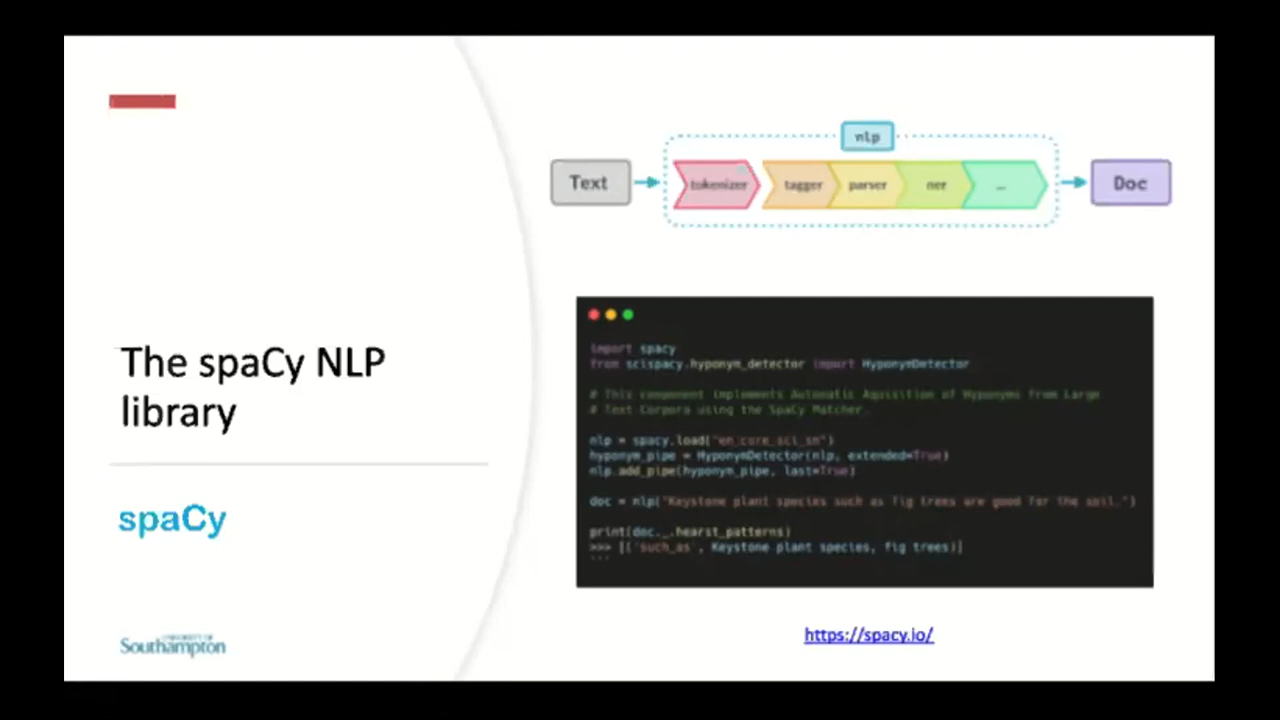 The spaCy NLP
library
spaCy
UNIVERSITY OF
Southampton
nlp
Text
tokenizer
tagger
parser
ner
...
Doc
import spacy
from scispacy.hyponym_detector import HyponymDetector
# This component implements Automatic Aquisition of Hyponyms from Large
# Text Corpora using the SpaCy Matcher.
nlp = spacy.load("en_core_sci_sm")
hyponym_pipe = HyponymDetector(nlp, extended=True)
nlp.add_pipe(hyponym_pipe, last=True)
doc = nlp("Keystone plant species such as fig trees are good for the soil.")
print(doc._.hearst_patterns)
>>> [('such_as', Keystone plant species, fig trees)]
```
https://spacy.io/